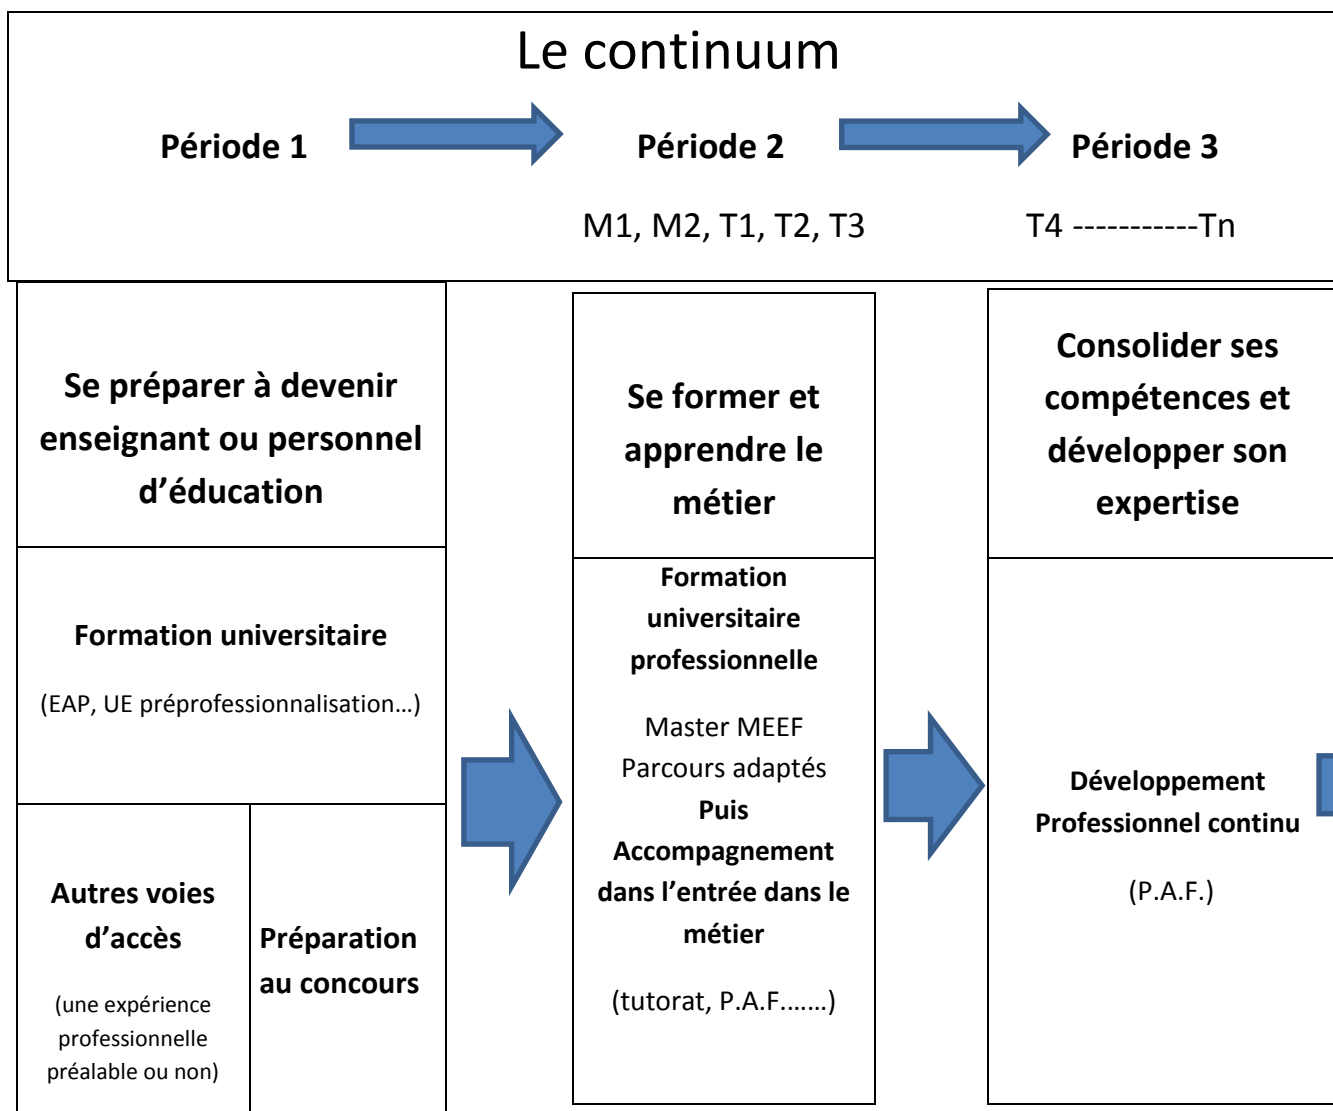 Le continuum
Période 1
Période 2
Période 3
M1, M2, T1, T2, T3
T4 -----------Tn
Se préparer à devenir
enseignant ou personnel
d’éducation
Formation universitaire
(EAP, UE préprofessionnalisation…)
Autres voies
d’accès
(une expérience
professionnelle
préalable ou non)
Préparation
au concours
Se former et
apprendre le
métier
Formation
universitaire
professionnelle
Master MEEF
Parcours adaptés
Puis
Accompagnement
dans l’entrée dans le
métier
(tutorat, P.A.F.……)
Consolider ses
compétences et
développer son
expertise
Développement
Professionnel continu
(P.A.F.)